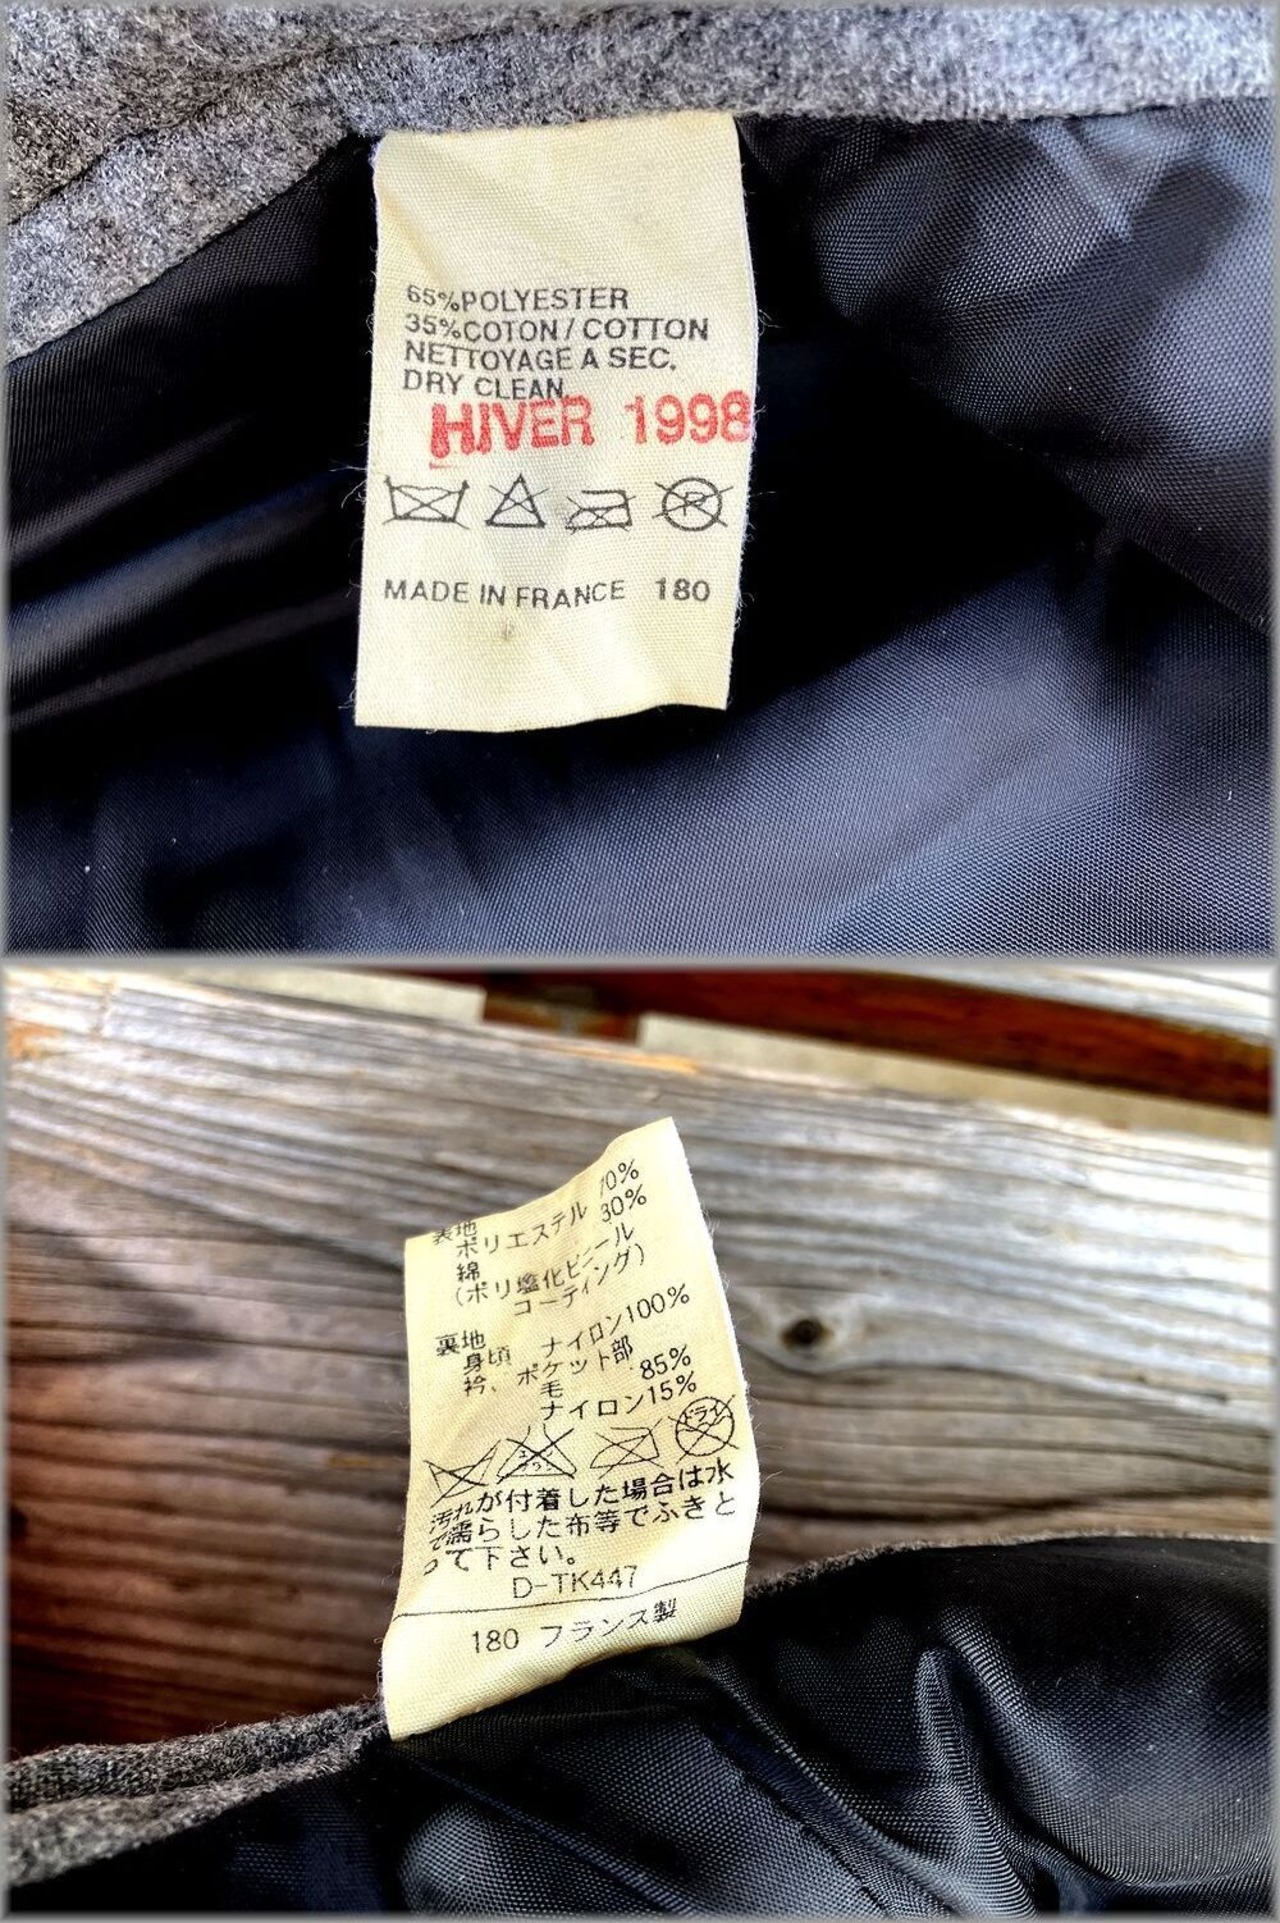 65%POLYESTER
35%COTON / COTTON
NETTOYAGE A SEC.
DRY CLEAN
HIVER 1998
P
MADE IN FRANCE 180
表地
ポリエステル 70%
綿 30%
(ポリ塩化ビニール
コーティング)
裏地
身頃 ナイロン100%
衿、ポケット部
毛 85%
ナイロン15%
ドライ
汚れが付着した場合は水
で濡らした布等でふきと
って下さい。
D-TK447
180 フランス製